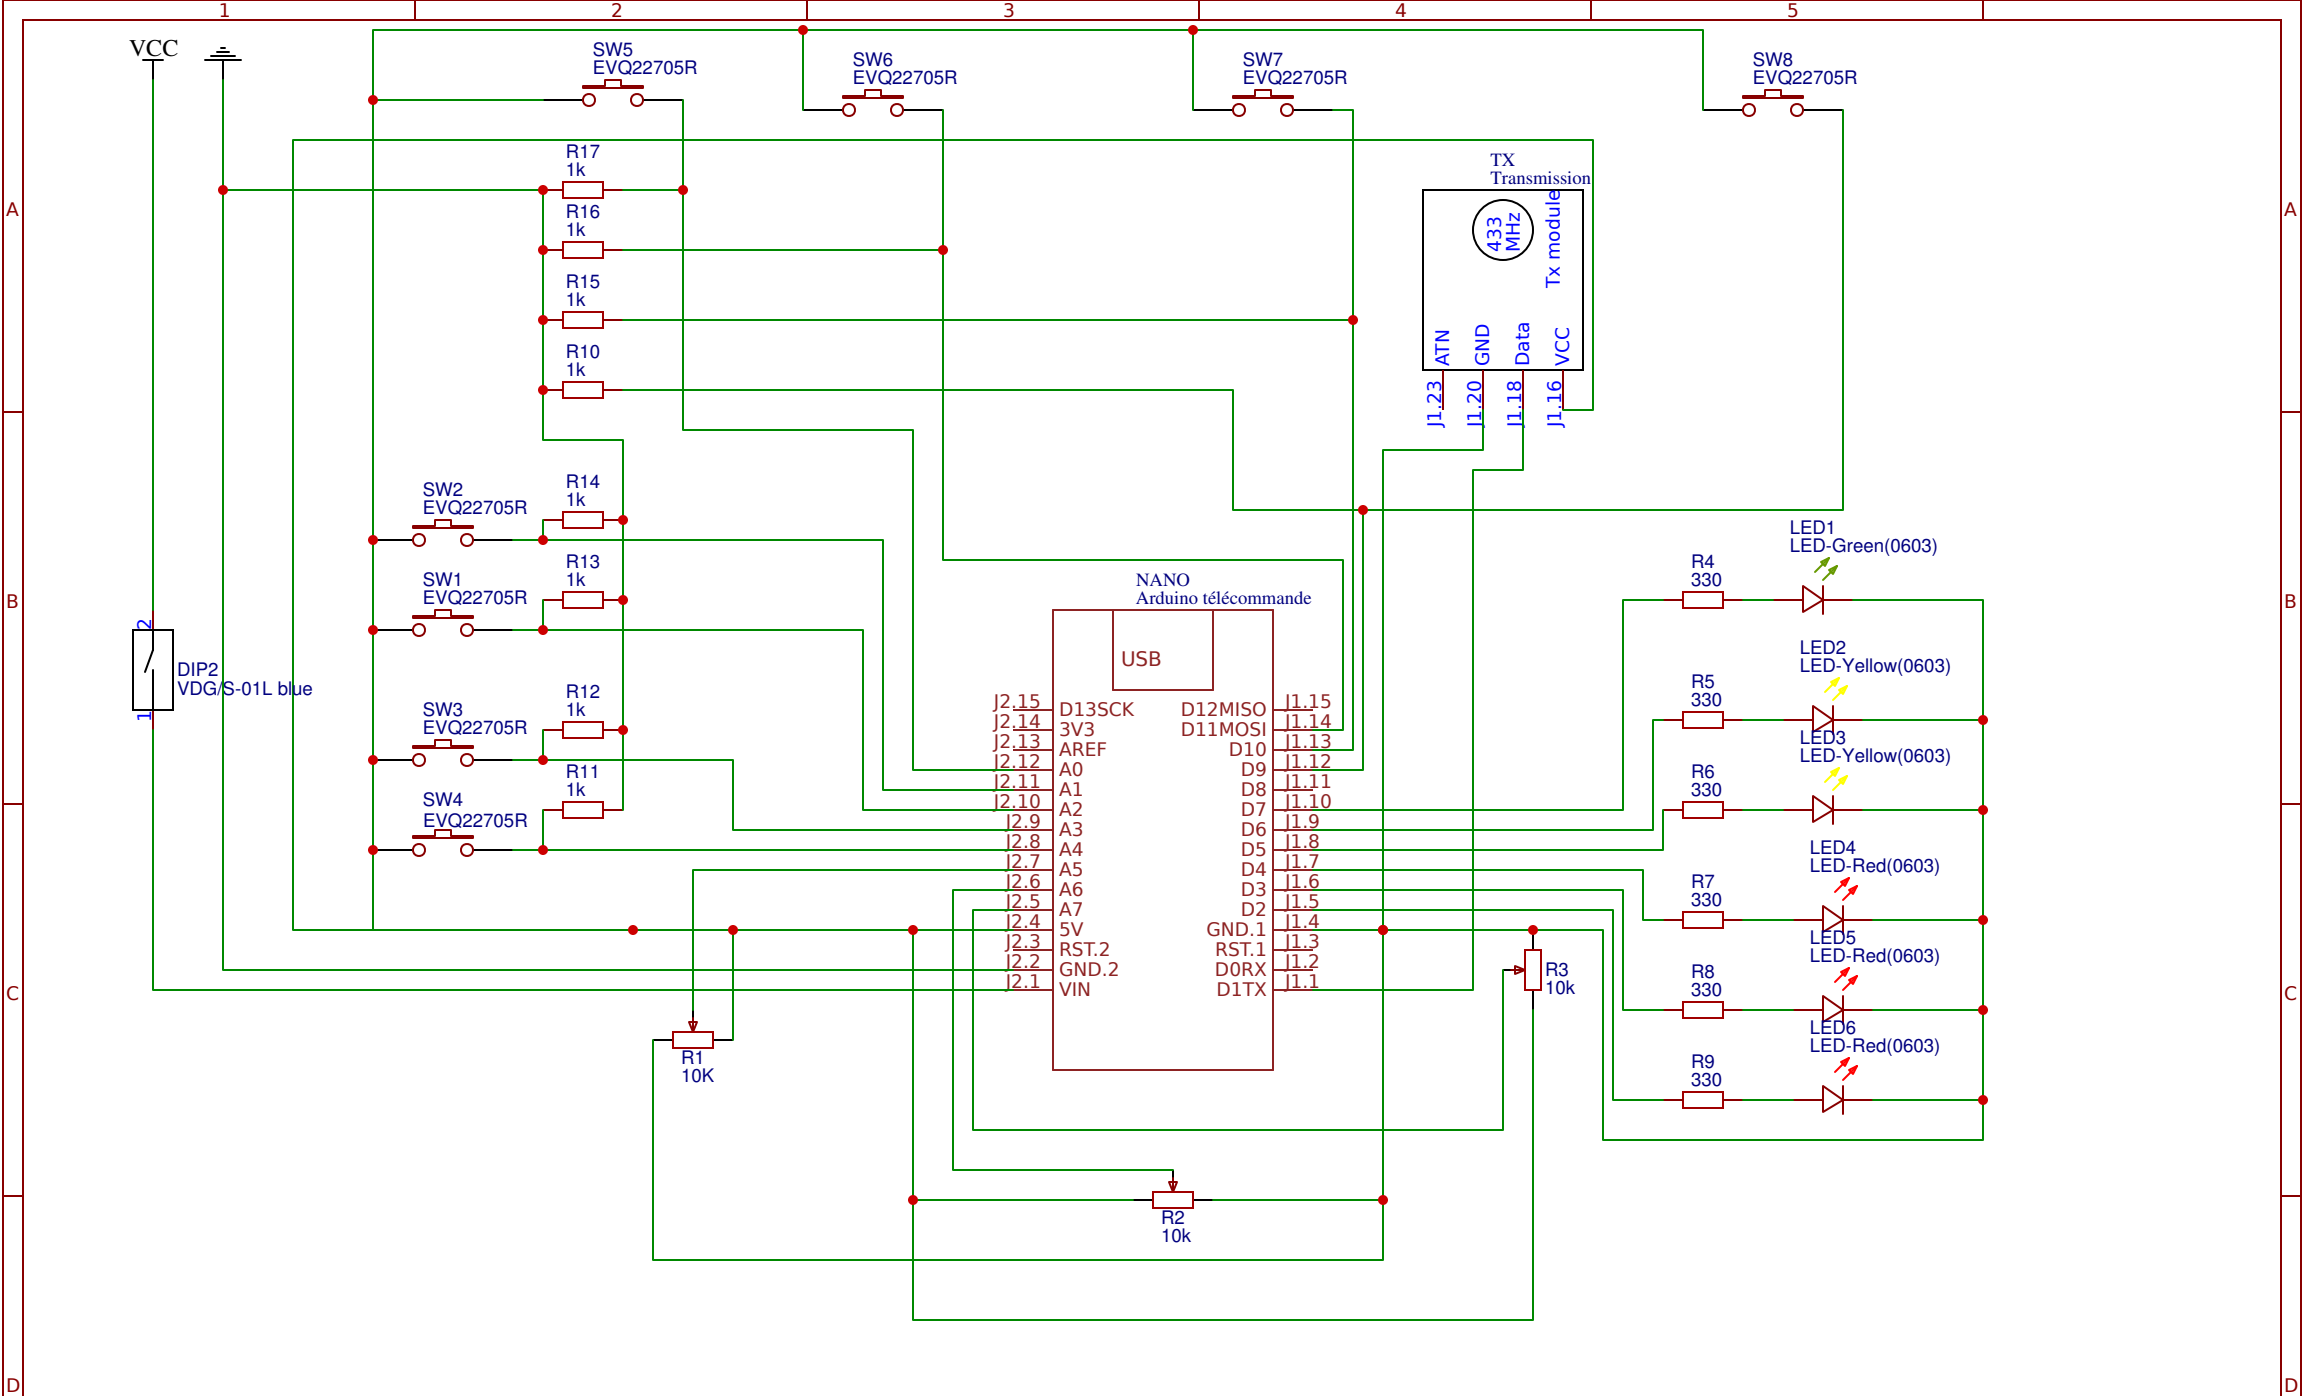 1 2 3 4 5
VCC
SW5
EVQ22705R
SW6
EVQ22705R
SW7
EVQ22705R
SW8
EVQ22705R
R17
1k
TX
Transmission
A
A
R16
1k
433
MHz
Tx module
R15
1k
R10
1k
ATN
GND
Data
VCC
J1.23
J1.20
J1.18
J1.16
SW2
EVQ22705R
R14
1k
SW1
EVQ22705R
R13
1k
B
B
NANO
Arduino télécommande
USB
LED1
LED-Green(0603)
R4
330
2
DIP2
VDG/S-01L blue
1
LED2
LED-Yellow(0603)
R5
330
SW3
EVQ22705R
R12
1k
LED3
LED-Yellow(0603)
R6
330
SW4
EVQ22705R
R11
1k
J2.15 D13SCK D12MISO J1.15
J2.14 3V3 D11MOSI J1.14
J2.13 AREF D10 J1.13
J2.12 A0 D9 J1.12
J2.11 A1 D8 J1.11
J2.10 A2 D7 J1.10
J2.9 A3 D6 J1.9
J2.8 A4 D5 J1.8
J2.7 A5 D4 J1.7
J2.6 A6 D3 J1.6
J2.5 A7 D2 J1.5
J2.4 5V GND.1 J1.4
J2.3 RST.2 RST.1 J1.3
J2.2 GND.2 D0RX J1.2
J2.1 VIN D1TX J1.1
LED4
LED-Red(0603)
R7
330
LED5
LED-Red(0603)
R8
330
C
C
R3
10k
LED6
LED-Red(0603)
R9
330
R1
10K
R2
10k
D
D